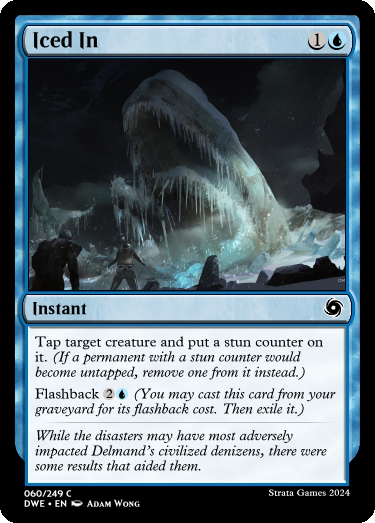 Iced In 1
Instant
Tap target creature and put a stun counter on
it. (If a permanent with a stun counter would
become untapped, remove one from it instead.)
Flashback 2 (You may cast this card from your
graveyard for its flashback cost. Then exile it.)
While the disasters may have most adversely
impacted Delmand's civilized denizens, there were
some results that aided them.
060/249 C Strata Games 2024
DWE • EN Adam Wong